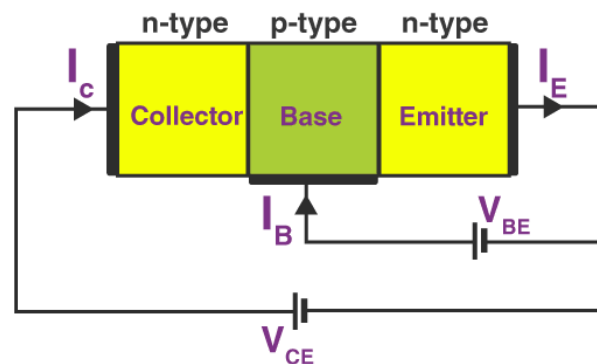 n-type p-type n-type
Ic IE
Collector Base Emitter
IB VBE
VCE